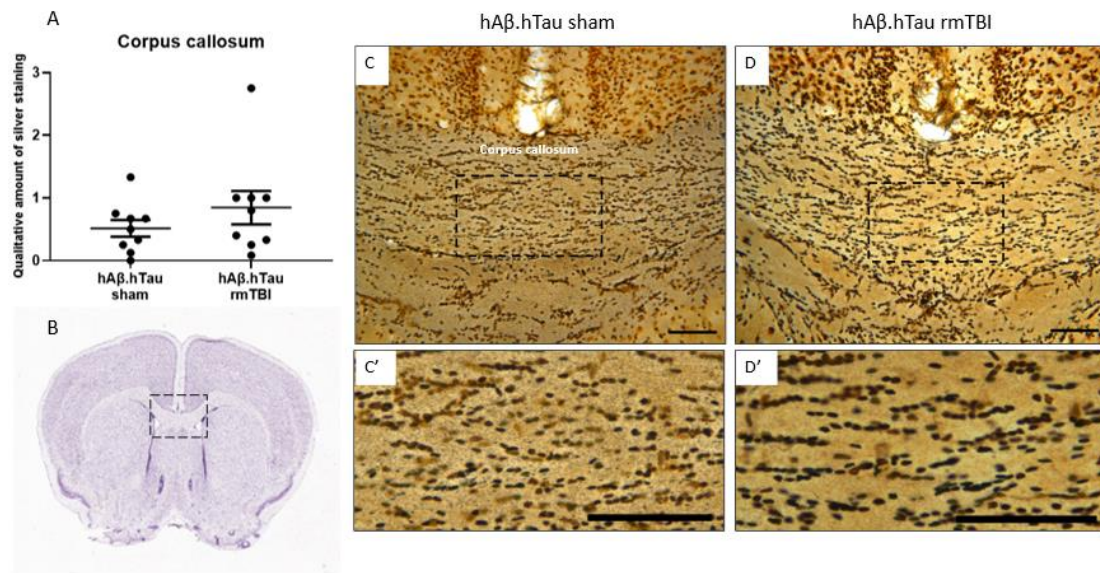 A
Corpus callosum
Qualitative amount of silver staining
3
2
1
0
hAβ.hTau
sham
hAβ.hTau
rmTBI
B
hAβ.hTau sham
hAβ.hTau rmTBI
C
Corpus callosum
D
C'
D'